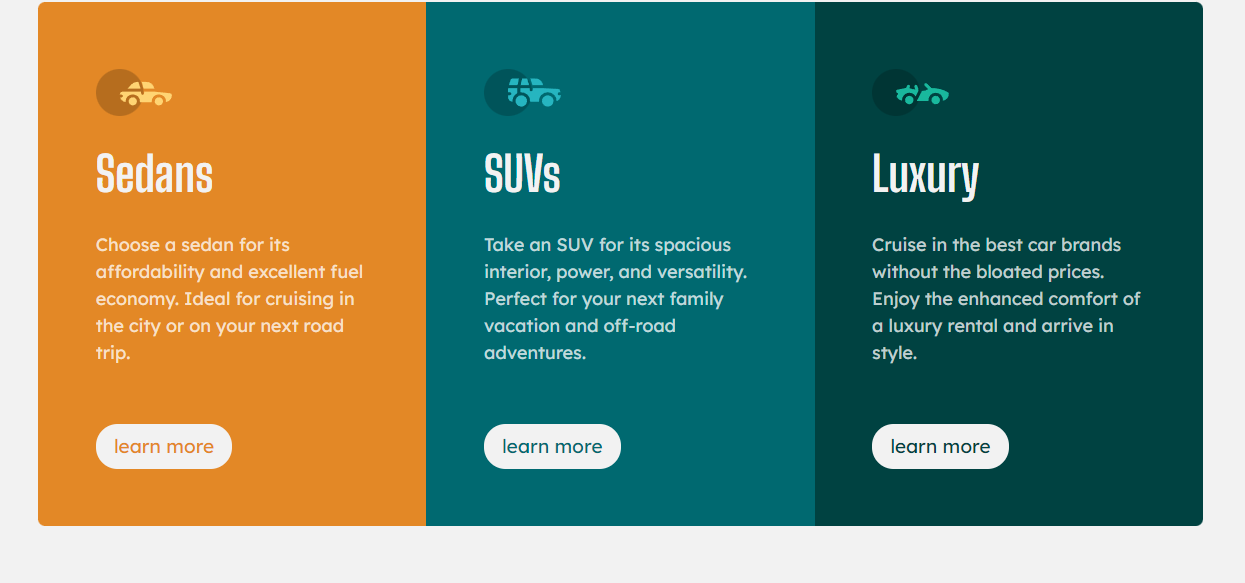 Sedans
Choose a sedan for its
affordability and excellent fuel
economy. Ideal for cruising in
the city or on your next road
trip.
learn more
SUVs
Take an SUV for its spacious
interior, power, and versatility.
Perfect for your next family
vacation and off-road
adventures.
learn more
Luxury
Cruise in the best car brands
without the bloated prices.
Enjoy the enhanced comfort of
a luxury rental and arrive in
style.
learn more